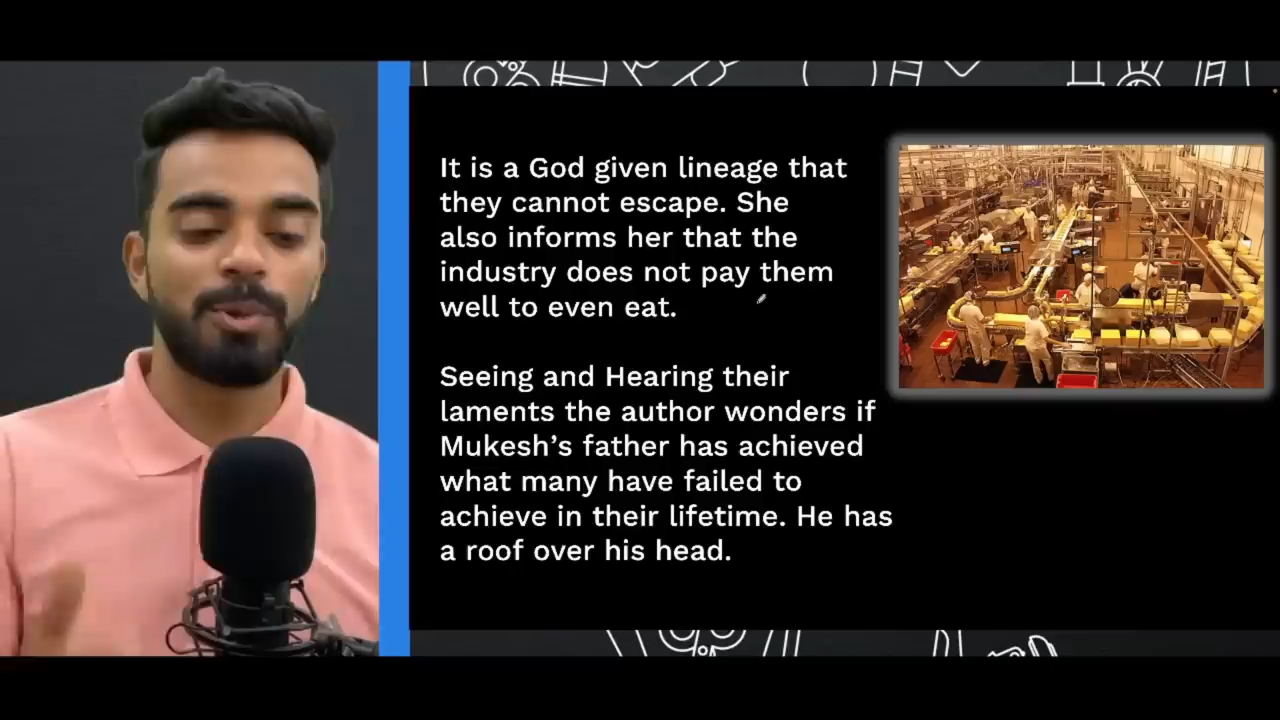 It is a God given lineage that
they cannot escape. She
also informs her that the
industry does not pay them
well to even eat.
Seeing and Hearing their
laments the author wonders if
Mukesh's father has achieved
what many have failed to
achieve in their lifetime. He has
a roof over his head.